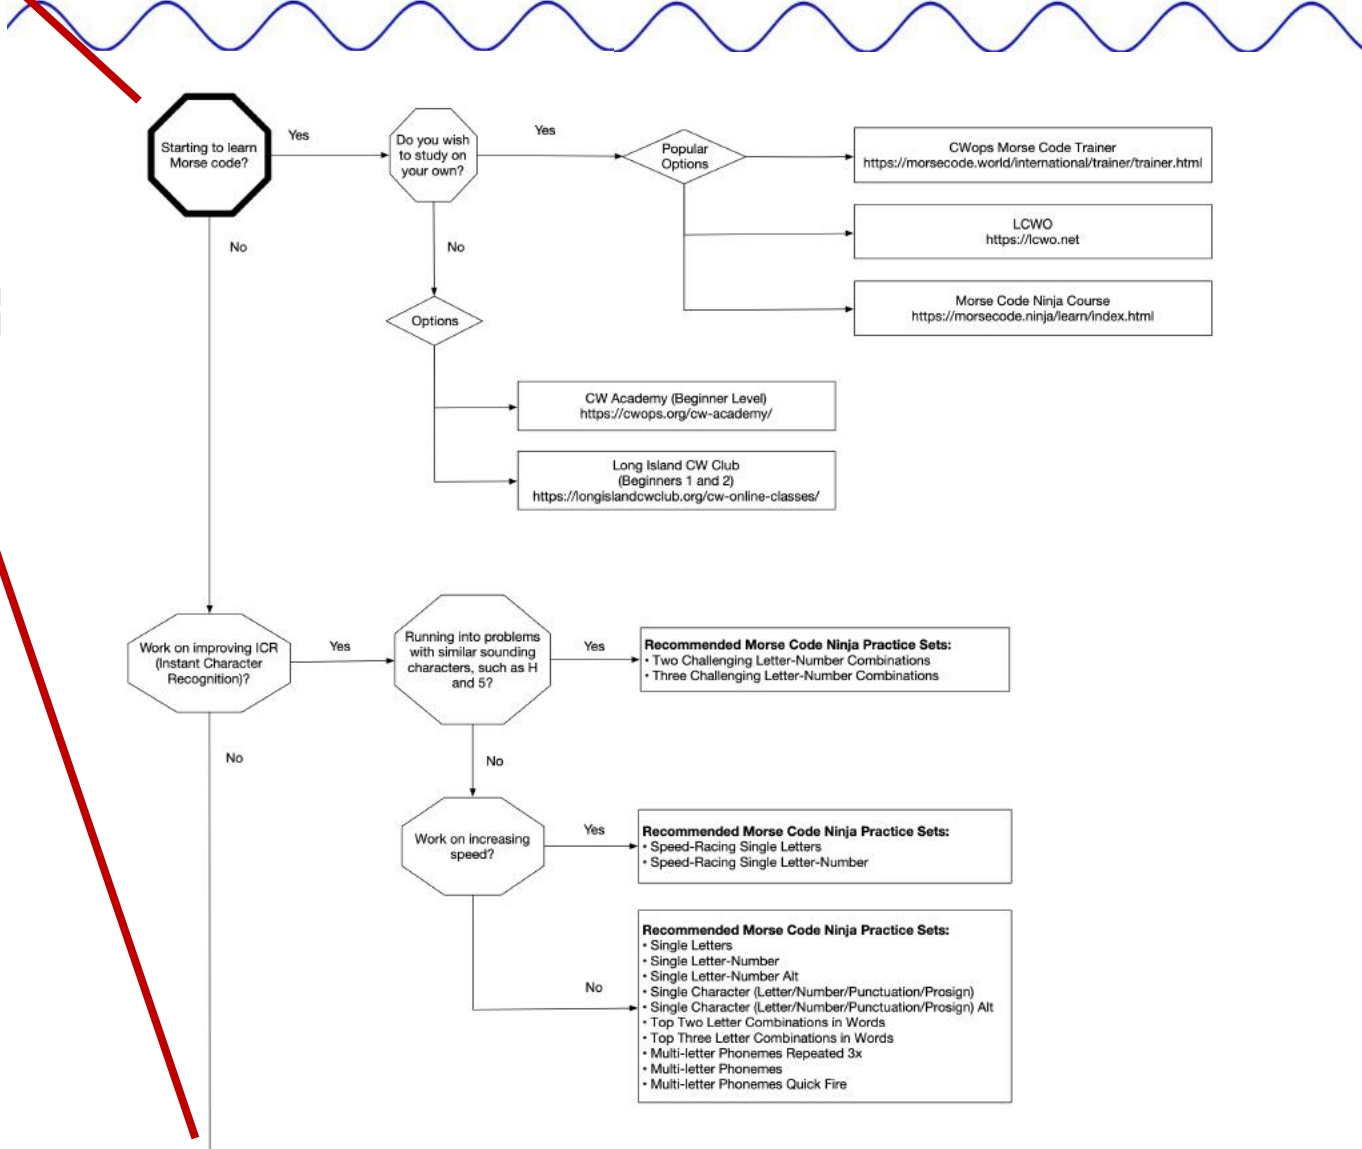 Starting to learn
Morse code?
Yes
Do you wish
to study on
your own?
Yes
Popular
Options
CWops Morse Code Trainer
https://morsecode.world/international/trainer/trainer.html
LCWO
https://lcwo.net
Morse Code Ninja Course
https://morsecode.ninja/learn/index.html
No
No
Options
CW Academy (Beginner Level)
https://cwops.org/cw-academy/
Long Island CW Club
(Beginners 1 and 2)
https://longislandcwclub.org/cw-online-classes/
Work on improving ICR
(Instant Character
Recognition)?
Yes
Running into problems
with similar sounding
characters, such as H
and 5?
Yes
Recommended Morse Code Ninja Practice Sets:
• Two Challenging Letter-Number Combinations
• Three Challenging Letter-Number Combinations
No
No
Work on increasing
speed?
Yes
Recommended Morse Code Ninja Practice Sets:
• Speed-Racing Single Letters
• Speed-Racing Single Letter-Number
No
Recommended Morse Code Ninja Practice Sets:
• Single Letters
• Single Letter-Number
• Single Letter-Number Alt
• Single Character (Letter/Number/Punctuation/Prosign)
• Single Character (Letter/Number/Punctuation/Prosign) Alt
• Top Two Letter Combinations in Words
• Top Three Letter Combinations in Words
• Multi-letter Phonemes Repeated 3x
• Multi-letter Phonemes
• Multi-letter Phonemes Quick Fire